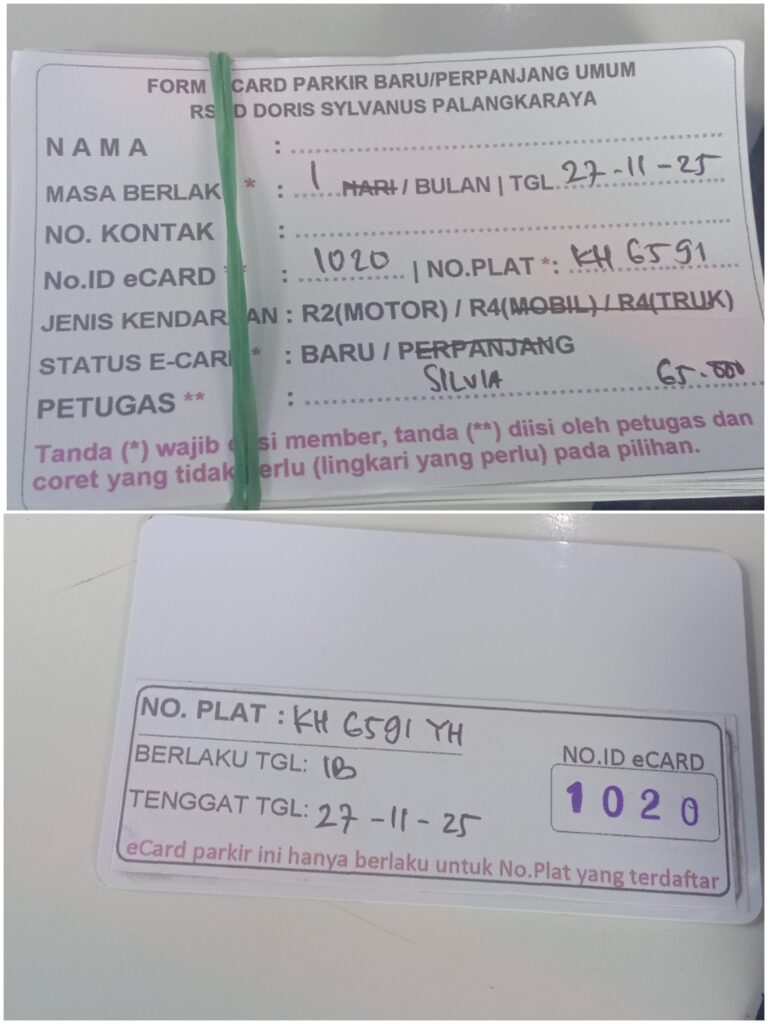 FORM CARD PARKIR BARU/PERPANJANG UMUM
RS D DORIS SYLVANUS PALANGKARAYA
N A M A :
MASA BERLAK * : 1 HARI / BULAN | TGL 27-11-25
NO. KONTAK :
No.ID eCARD * : 1020 | NO.PLAT *: KH 6591
JENIS KENDAR AN : R2(MOTOR) / R4(MOBIL) / R4(TRUK)
STATUS E-CAR * : BARU / PERPANJANG
PETUGAS ** : SILVIA 65.000
Tanda (*) wajib si member, tanda (**) diisi oleh petugas dan
coret yang tidak erlu (lingkari yang perlu) pada pilihan.
NO. PLAT : KH 6591 YH
BERLAKU TGL: 1B
TENGGAT TGL: 27-11-25
NO.ID eCARD
1020
eCard parkir ini hanya berlaku untuk No.Plat yang terdaftar